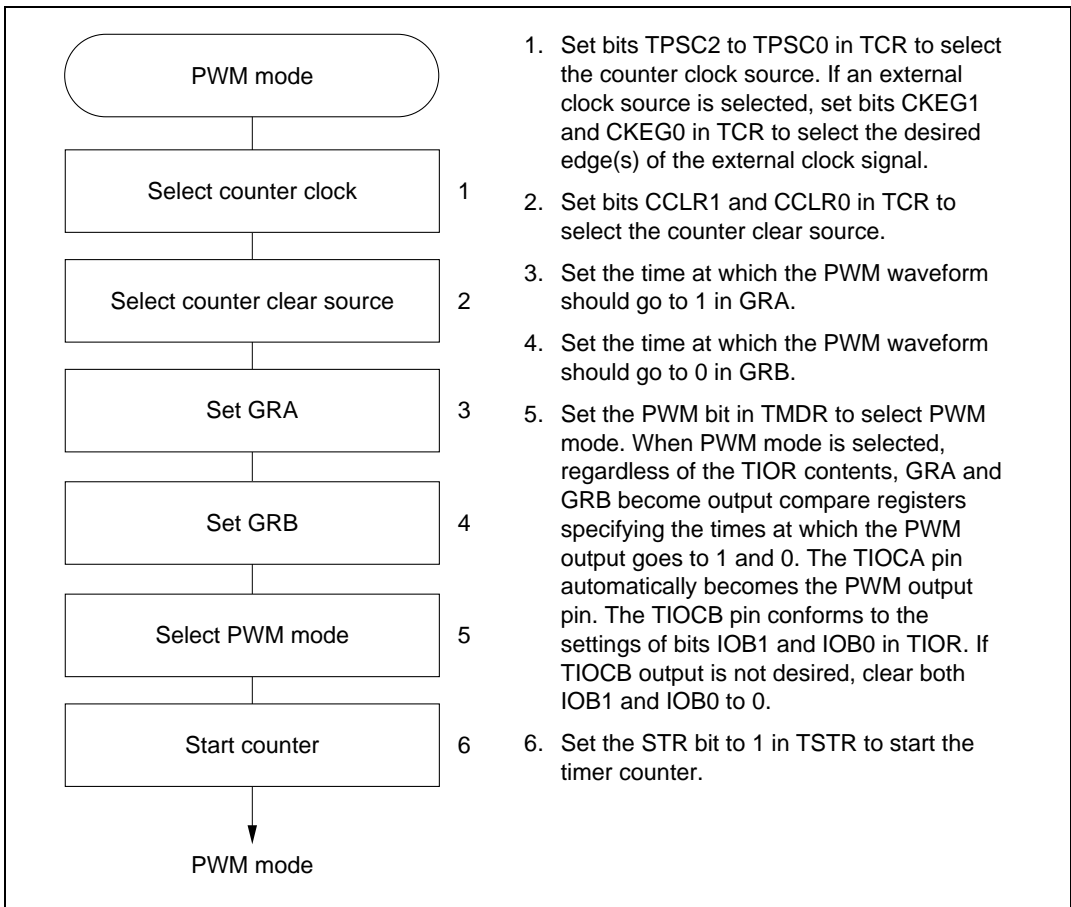 PWM mode
Select counter clock 1
Select counter clear source 2
Set GRA 3
Set GRB 4
Select PWM mode 5
Start counter 6
PWM mode
1. Set bits TPSC2 to TPSC0 in TCR to select
the counter clock source. If an external
clock source is selected, set bits CKEG1
and CKEG0 in TCR to select the desired
edge(s) of the external clock signal.
2. Set bits CCLR1 and CCLR0 in TCR to
select the counter clear source.
3. Set the time at which the PWM waveform
should go to 1 in GRA.
4. Set the time at which the PWM waveform
should go to 0 in GRB.
5. Set the PWM bit in TMDR to select PWM
mode. When PWM mode is selected,
regardless of the TIOR contents, GRA and
GRB become output compare registers
specifying the times at which the PWM
output goes to 1 and 0. The TIOCA pin
automatically becomes the PWM output
pin. The TIOCB pin conforms to the
settings of bits IOB1 and IOB0 in TIOR. If
TIOCB output is not desired, clear both
IOB1 and IOB0 to 0.
6. Set the STR bit to 1 in TSTR to start the
timer counter.